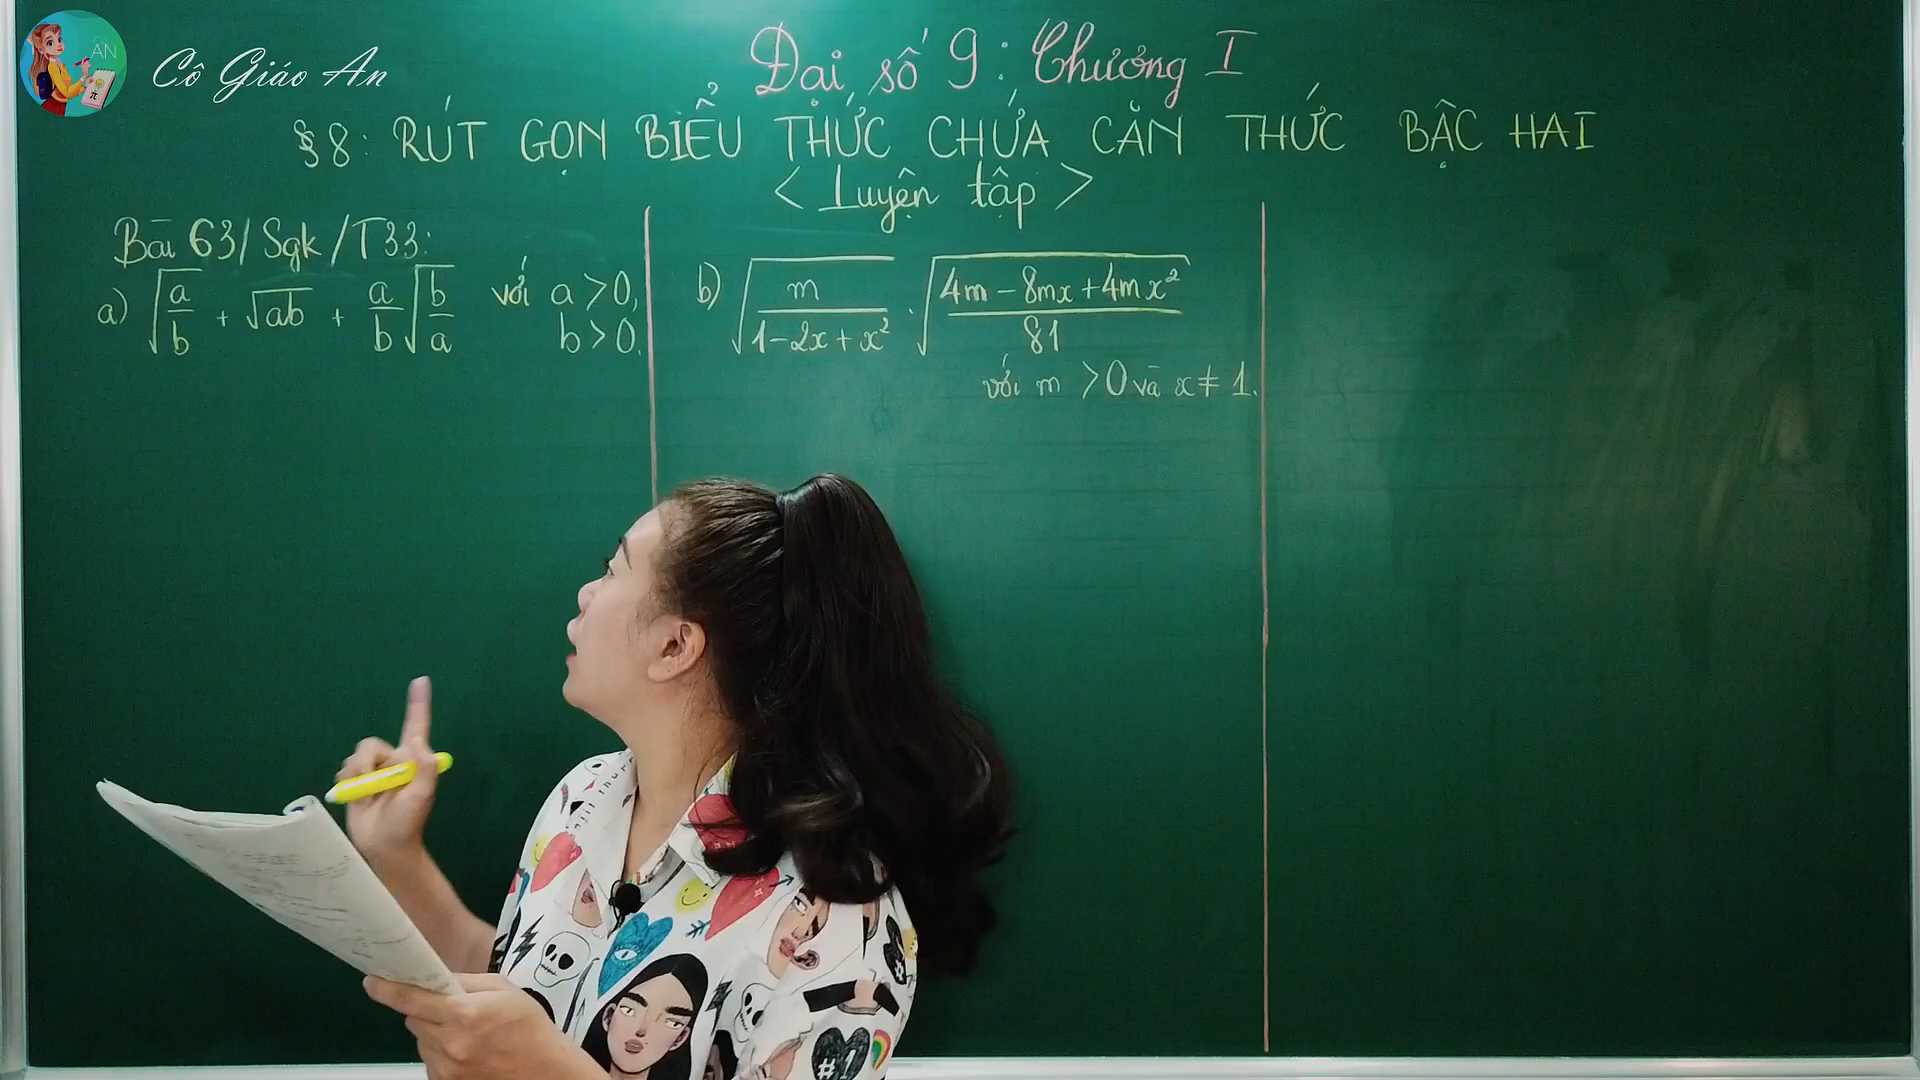 AN
Cô Giáo An
Đại số 9: Chương I
§8: RÚT GỌN BIỂU THỨC CHỨA CĂN THỨC BẬC HAI
< Luyện tập >
Bài 63/ Sgk /T33:
a) √(a/b) + √(ab) + a/b √(b/a) với a > 0, b > 0.
b) √(m/(1-2x+x²)) . √((4m-8mx+4mx²)/81)
với m > 0 và x ≠ 1.
#1